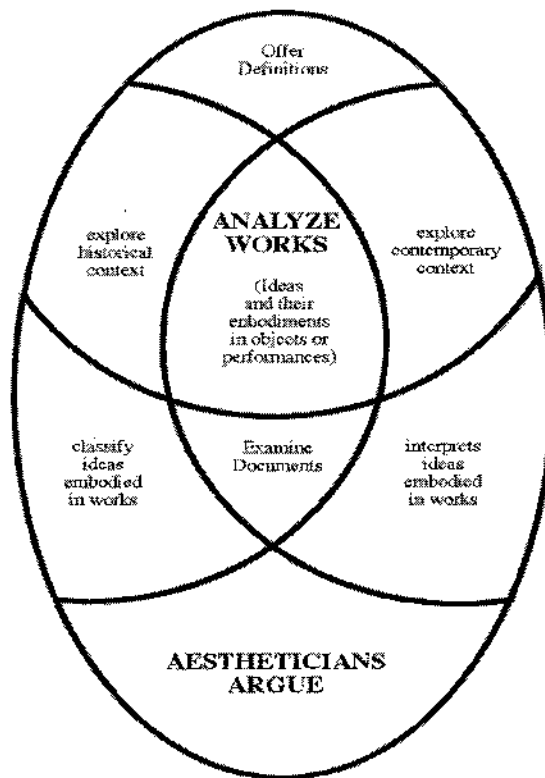 Offer
Definitions
explore
historical
context
ANALYZE
WORKS
(Ideas
and their
embodiments
in objects or
performances)
explore
contemporary
context
classify
ideas
embodied
in works
Examine
Documents
interprets
ideas
embodied
in works
AESTHETICIANS
ARGUE